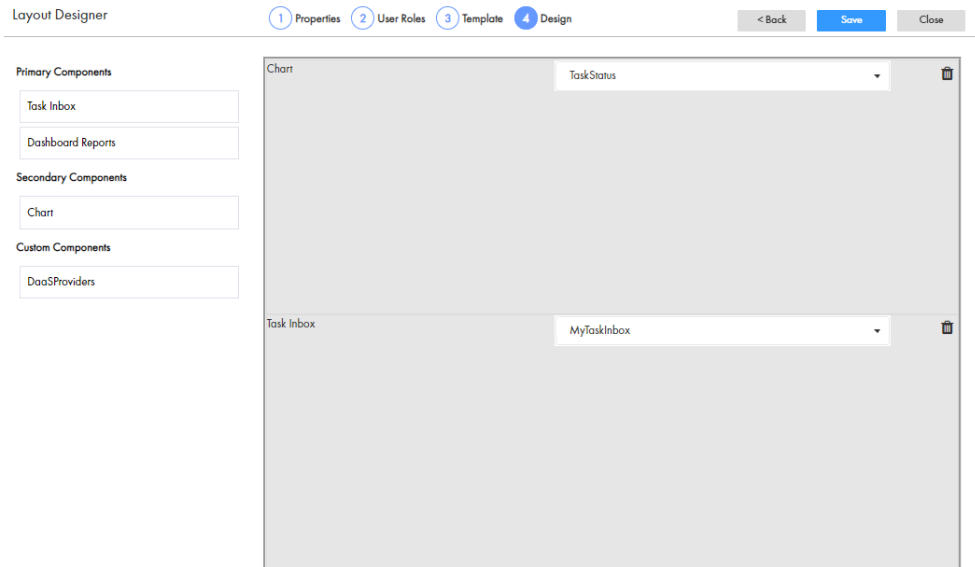 Layout Designer
1 Properties 2 User Roles 3 Template 4 Design
< Back Save Close
Primary Components
Task Inbox
Dashboard Reports
Secondary Components
Chart
Custom Components
DaaSProviders
Chart TaskStatus
Task Inbox MyTaskInbox